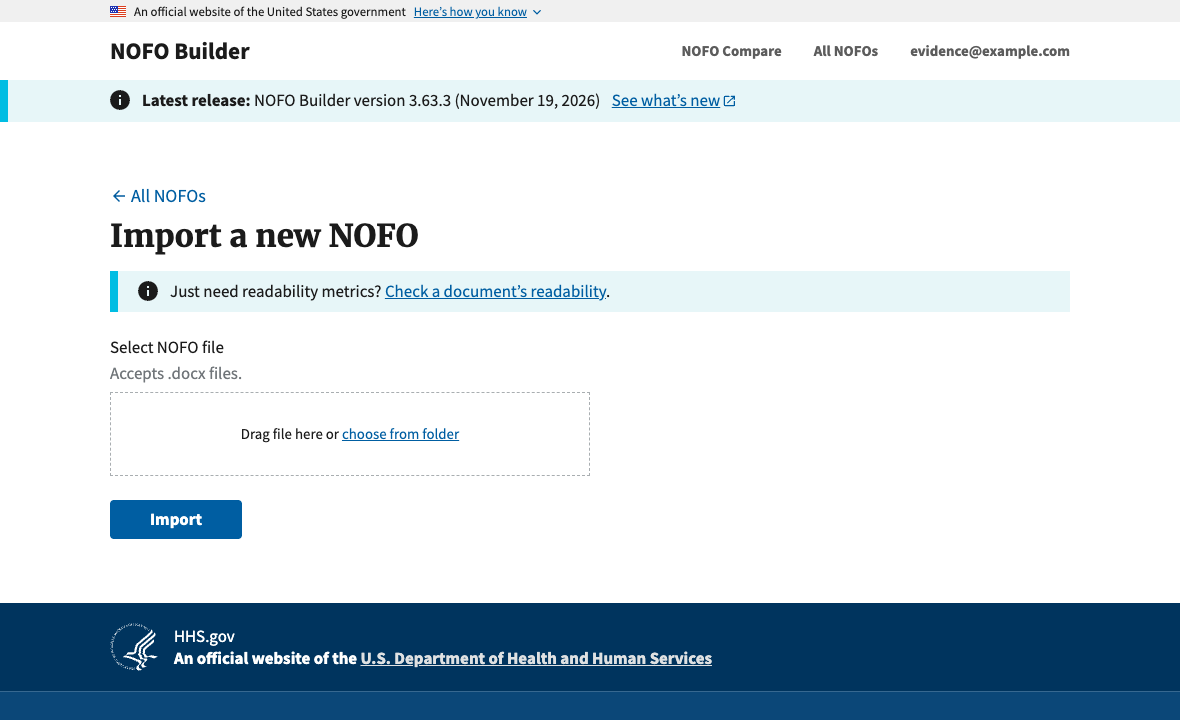 An official website of the United States government Here's how you know
NOFO Builder
NOFO Compare
All NOFOs
evidence@example.com
Latest release: NOFO Builder version 3.63.3 (November 19, 2026) See what's new
All NOFOs
Import a new NOFO
Just need readability metrics? Check a document's readability.
Select NOFO file
Accepts .docx files.
Drag file here or choose from folder
Import
HHS.gov
An official website of the U.S. Department of Health and Human Services